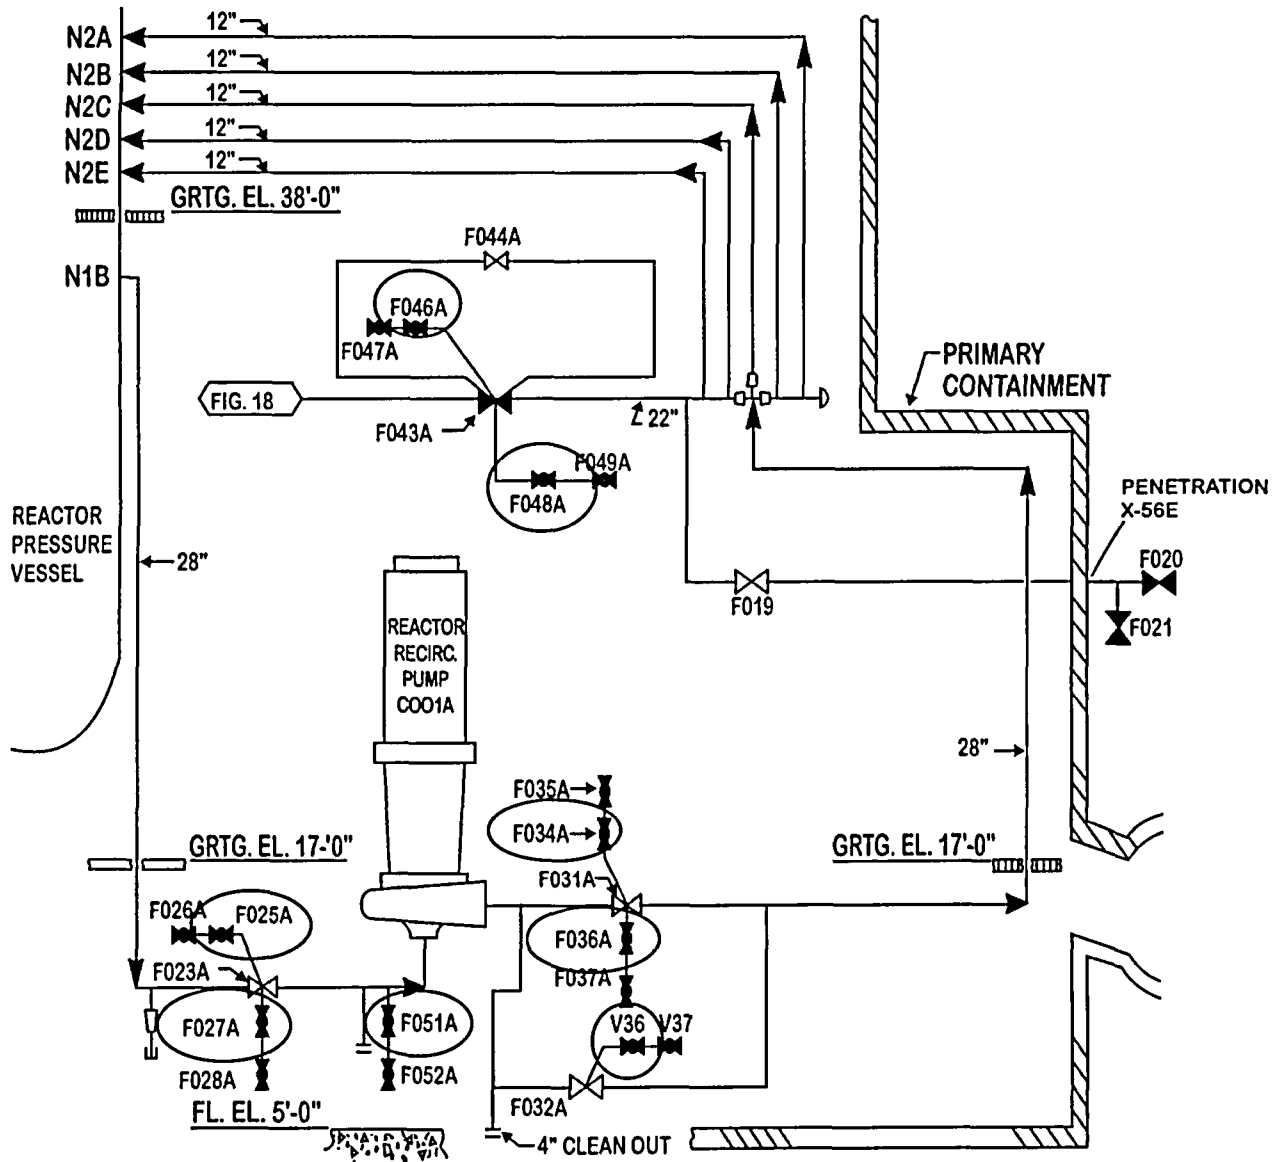 12"
N2A
12"
N2B
12"
N2C
12"
N2D
12"
N2E
GRTG. EL. 38'-0"
F044A
N1B
F046A
F047A
PRIMARY
CONTAINMENT
FIG. 18
22"
F043A
F049A
F048A
PENETRATION
X-56E
REACTOR
PRESSURE
VESSEL
28"
F020
F019
F021
REACTOR
RECIRC.
PUMP
COO1A
28"
F035A
F034A
GRTG. EL. 17-'0"
GRTG. EL. 17'-0"
F031A
F026A
F025A
F036A
F023A
F037A
F027A
F051A
V36
V37
F028A
F052A
F032A
FL. EL. 5'-0"
4" CLEAN OUT